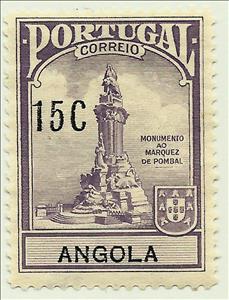 PORTUGAL
CORREIO
15C
MONUMENTO
AO
MARQUEZ
DE POMBAL
ANGOLA